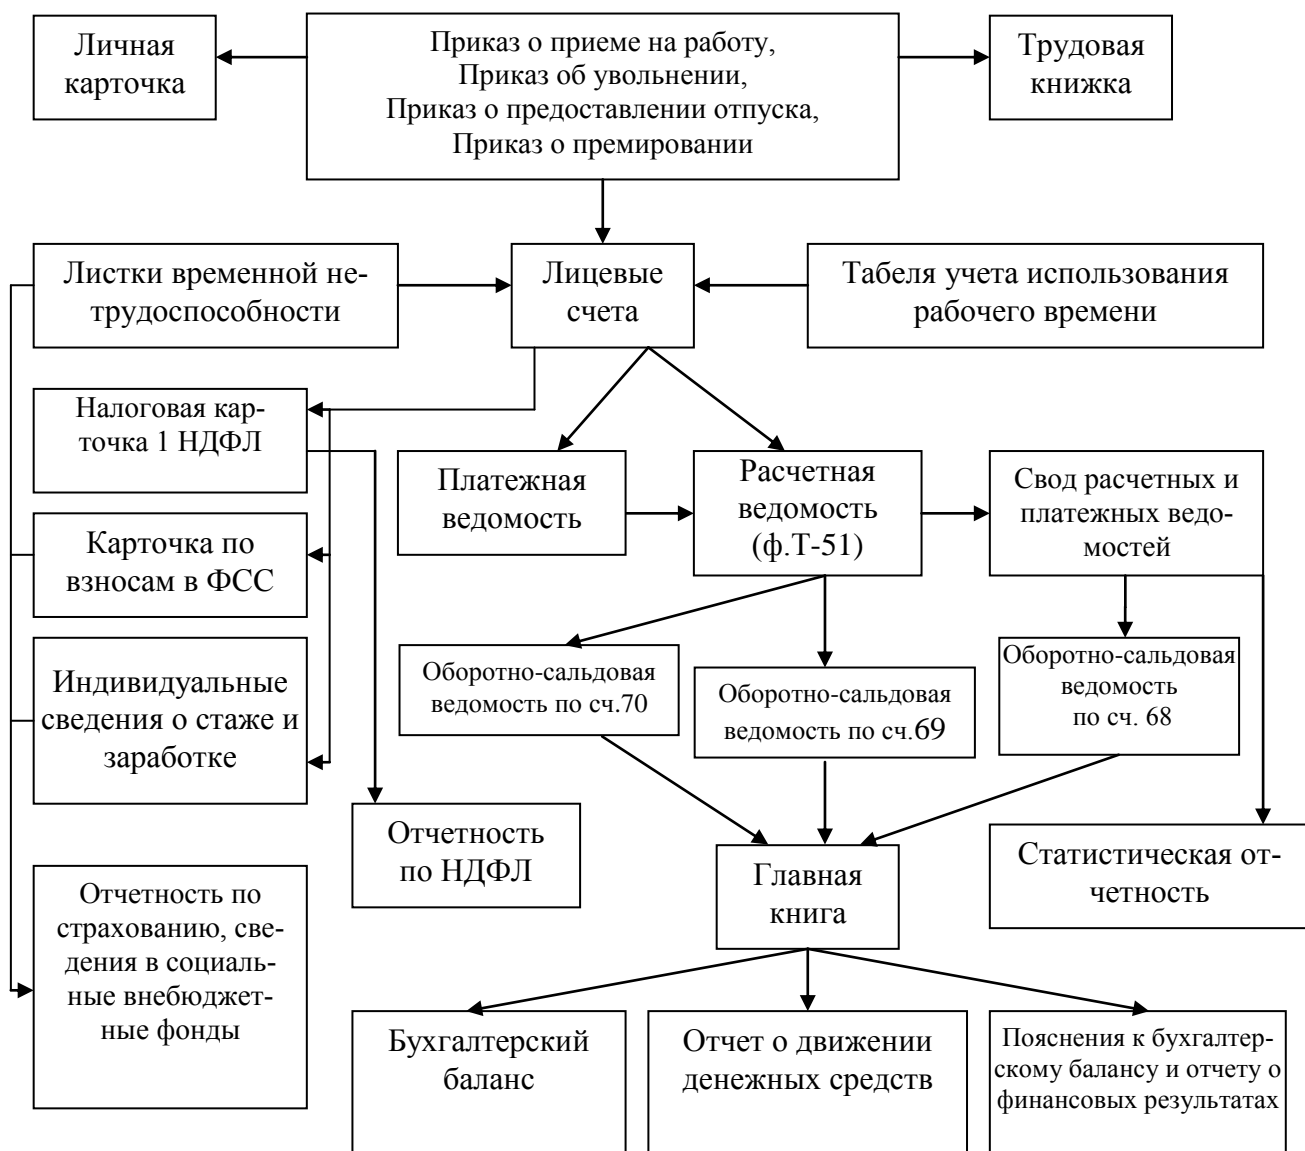 Личная
карточка
Приказ о приеме на работу,
Приказ об увольнении,
Приказ о предоставлении отпуска,
Приказ о премировании
Трудовая
книжка
Листки временной не-
трудоспособности
Лицевые
счета
Табеля учета использования
рабочего времени
Налоговая кар-
точка 1 НДФЛ
Платежная
ведомость
Расчетная
ведомость
(ф.Т-51)
Свод расчетных и
платежных ведо-
мостей
Карточка по
взносам в ФСС
Индивидуальные
сведения о стаже и
заработке
Оборотно-сальдовая
ведомость по сч.70
Оборотно-сальдовая
ведомость по сч.69
Оборотно-сальдовая
ведомость
по сч. 68
Отчетность
по НДФЛ
Главная
книга
Статистическая от-
четность
Отчетность по
страхованию, све-
дения в социаль-
ные внебюджет-
ные фонды
Бухгалтерский
баланс
Отчет о движении
денежных средств
Пояснения к бухгалтер-
скому балансу и отчету о
финансовых результатах